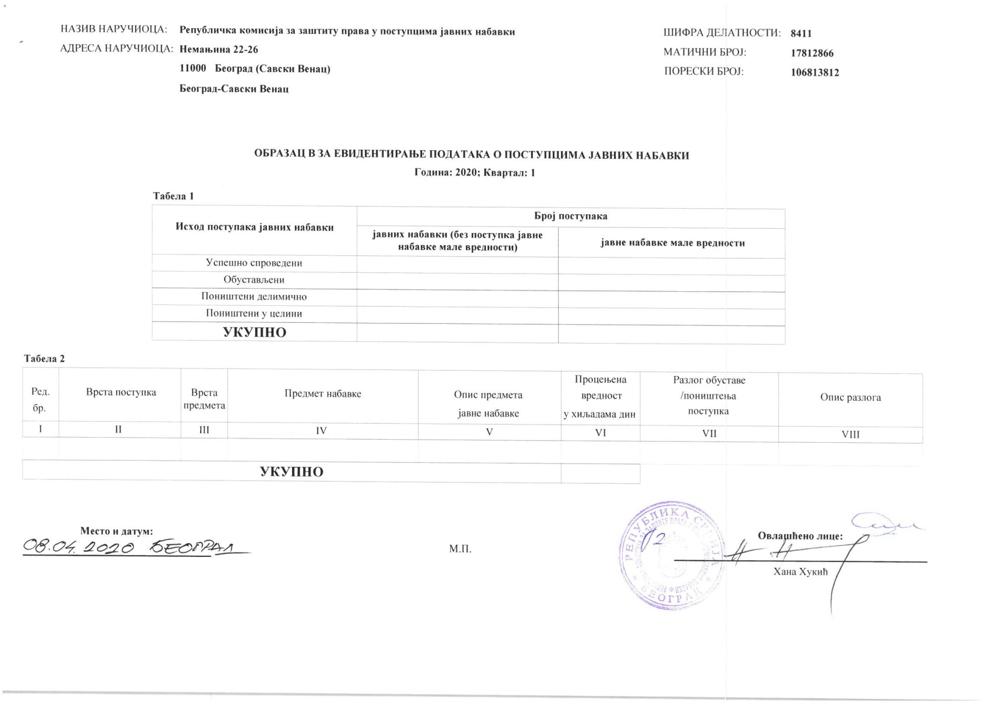 НАЗИВ НАРУЧИОЦА: Републичка комисија за заштиту права у поступцима јавних набавки
АДРЕСА НАРУЧИОЦА: Немањина 22-26
11000 Београд (Савски Венац)
Београд-Савски Венац
ШИФРА ДЕЛАТНОСТИ: 8411
МАТИЧНИ БРОЈ: 17812866
ПОРЕСКИ БРОЈ: 106813812
ОБРАЗАЦ В ЗА ЕВИДЕНТИРАЊЕ ПОДАТАКА О ПОСТУПЦИМА ЈАВНИХ НАБАВКИ
Година: 2020; Квартал: 1
Табела 1
Исход поступака јавних набавки
Број поступака
јавних набавки (без поступка јавне
набавке мале вредности)
јавне набавке мале вредности
Успешно спроведени
Обустављени
Поништени делимично
Поништени у целини
УКУПНО
Табела 2
Ред.
бр.
Врста поступка
Врста
предмета
Предмет набавке
Опис предмета
јавне набавке
Процењена
вредност
у хиљадама дин
Разлог обуставе
/поништења
поступка
Опис разлога
I II III IV V VI VII VIII
УКУПНО
Место и датум:
08.04.2020 БЕОГРАД
М.П.
РЕПУБЛИКА СРБИЈА
БЕОГРАД
Овлашћено лице:
Хана Хукић